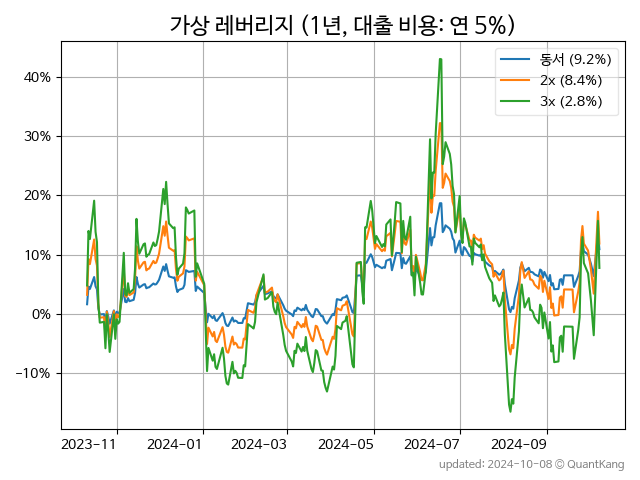 가상 레버리지 (1년, 대출 비용: 연 5%)
동서 (9.2%)
2x (8.4%)
3x (2.8%)
40%
30%
20%
10%
0%
−10%
2023-11
2024-01
2024-03
2024-05
2024-07
2024-09
updated: 2024-10-08 © QuantKang